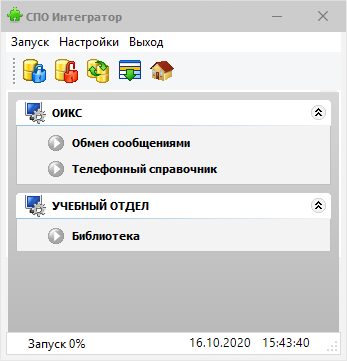 СПО Интегратор
Запуск Настройки Выход
ОИКС
Обмен сообщениями
Телефонный справочник
УЧЕБНЫЙ ОТДЕЛ
Библиотека
Запуск 0% 16.10.2020 15:43:40